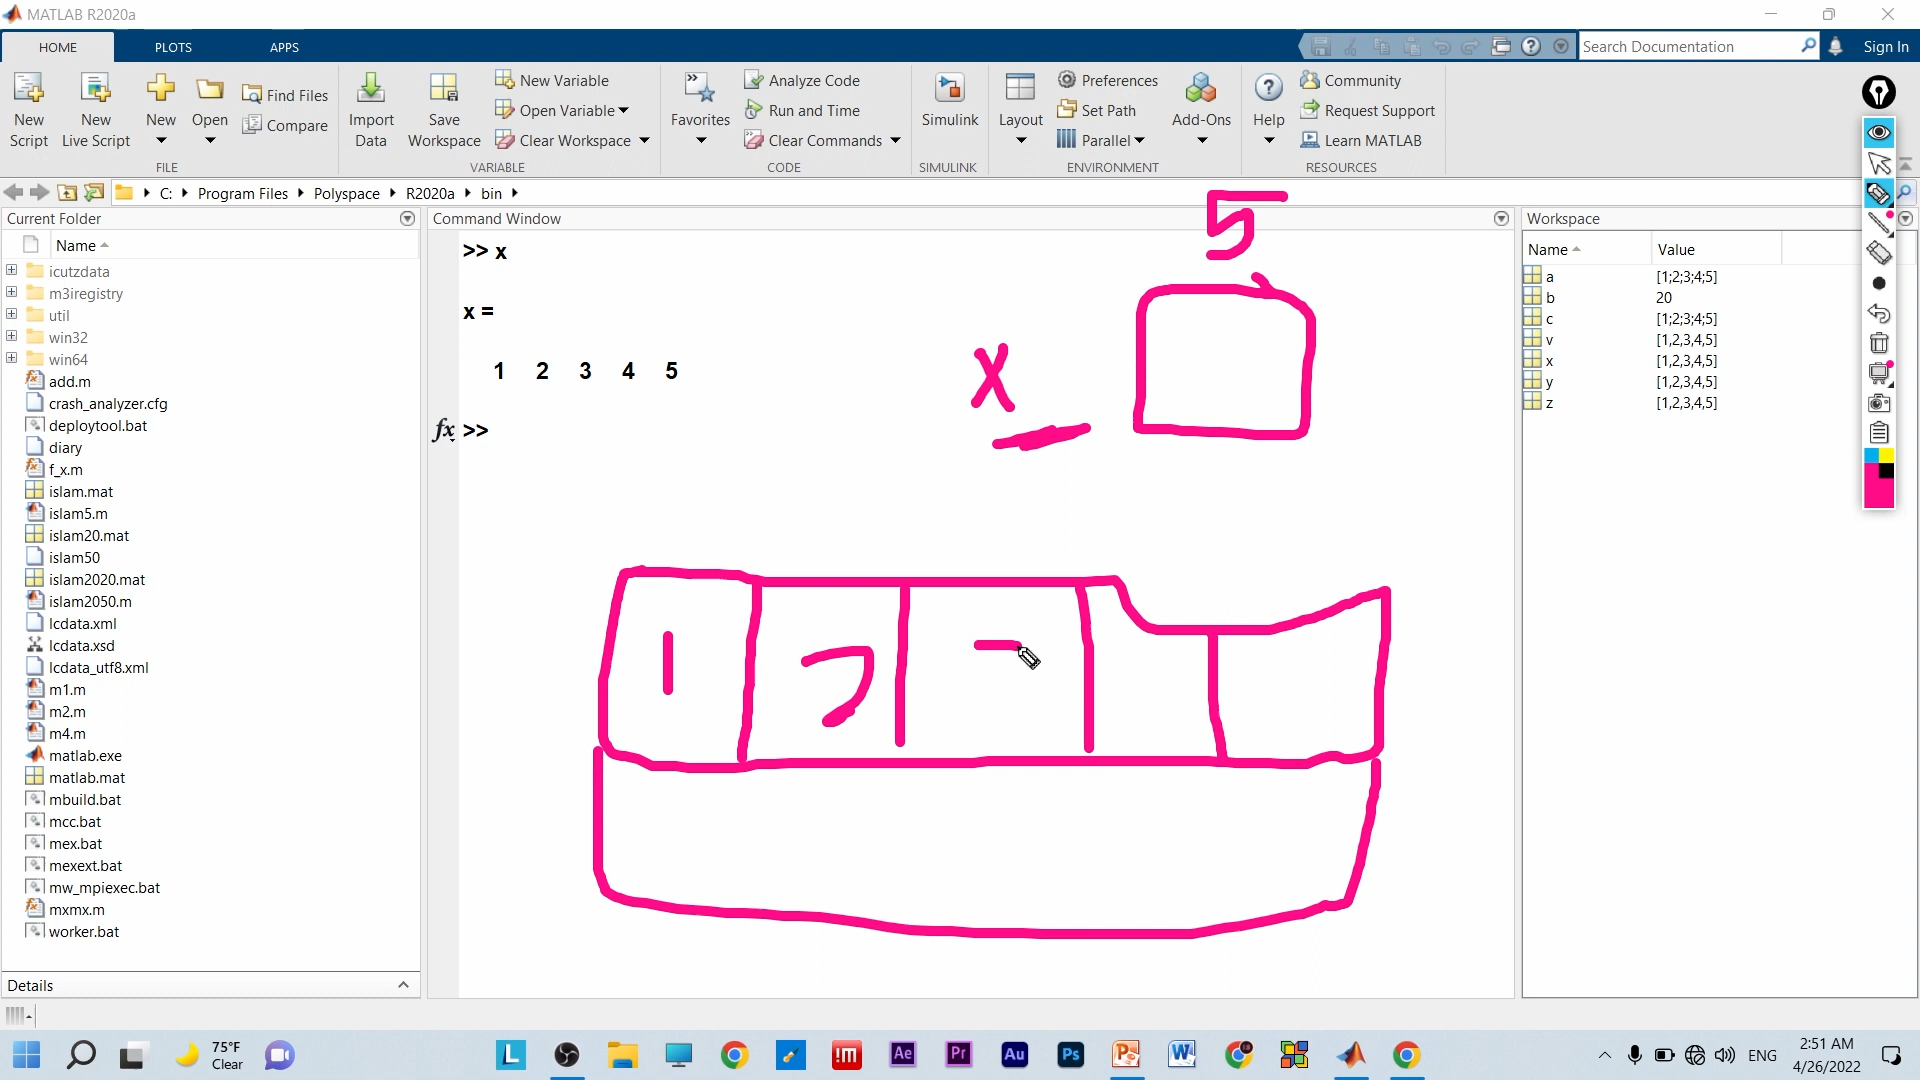 MATLAB R2020a
HOME PLOTS APPS
Search Documentation
Sign In
New Script
New Live Script
New
Open
Find Files
Compare
FILE
Import Data
Save Workspace
New Variable
Open Variable
Clear Workspace
VARIABLE
Favorites
Analyze Code
Run and Time
Clear Commands
CODE
Simulink
SIMULINK
Layout
Preferences
Set Path
Parallel
ENVIRONMENT
Add-Ons
Help
Community
Request Support
Learn MATLAB
RESOURCES
C: Program Files Polyspace R2020a bin
Current Folder
Name
icutzdata
m3iregistry
util
win32
win64
add.m
crash_analyzer.cfg
deploytool.bat
diary
f_x.m
islam.mat
islam5.m
islam20.mat
islam50
islam2020.mat
islam2050.m
lcdata.xml
lcdata.xsd
lcdata_utf8.xml
m1.m
m2.m
m4.m
matlab.exe
matlab.mat
mbuild.bat
mcc.bat
mex.bat
mexext.bat
mw_mpiexec.bat
mxmx.m
worker.bat
Details
Command Window
>> x
x =
1 2 3 4 5
fx >>
5
x
1
Workspace
Name Value
a [1;2;3;4;5]
b 20
c [1;2;3;4;5]
v [1,2,3,4,5]
x [1,2,3,4,5]
y [1,2,3,4,5]
z [1,2,3,4,5]
75°F
Clear
L
!M
Ae
Pr
Au
Ps
P
W
ENG
2:51 AM
4/26/2022